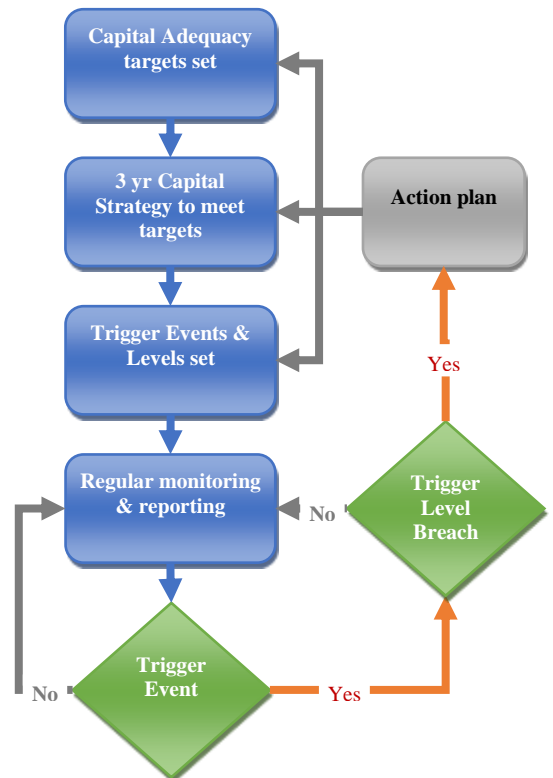 Capital Adequacy
targets set
3 yr Capital
Strategy to meet
targets
Action plan
Trigger Events &
Levels set
Yes
Regular monitoring
& reporting
Trigger
Level
Breach
No
Trigger
Event
No
Yes